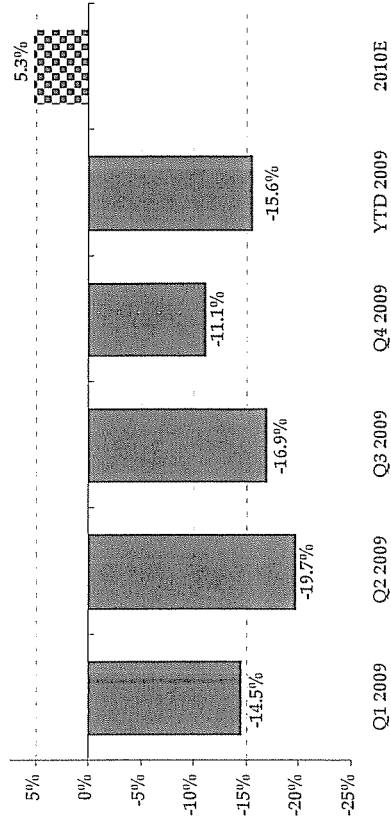 5%
0%
-5%
-10%
-15%
-20%
-25%
-14.5%
-19.7%
-16.9%
-11.1%
-15.6%
5.3%
Q1 2009
Q2 2009
Q3 2009
Q4 2009
YTD 2009
2010E